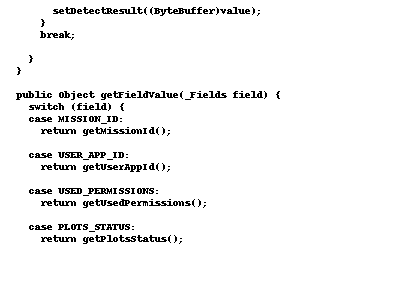 setDetectResult((ByteBuffer)value);
}
break;
}
}
public Object getFieldValue(_Fields field) {
switch (field) {
case MISSION_ID:
return getMissionId();
case USER_APP_ID:
return getUserAppId();
case USED_PERMISSIONS:
return getUsedPermissions();
case PLOTS_STATUS:
return getPlotsStatus();